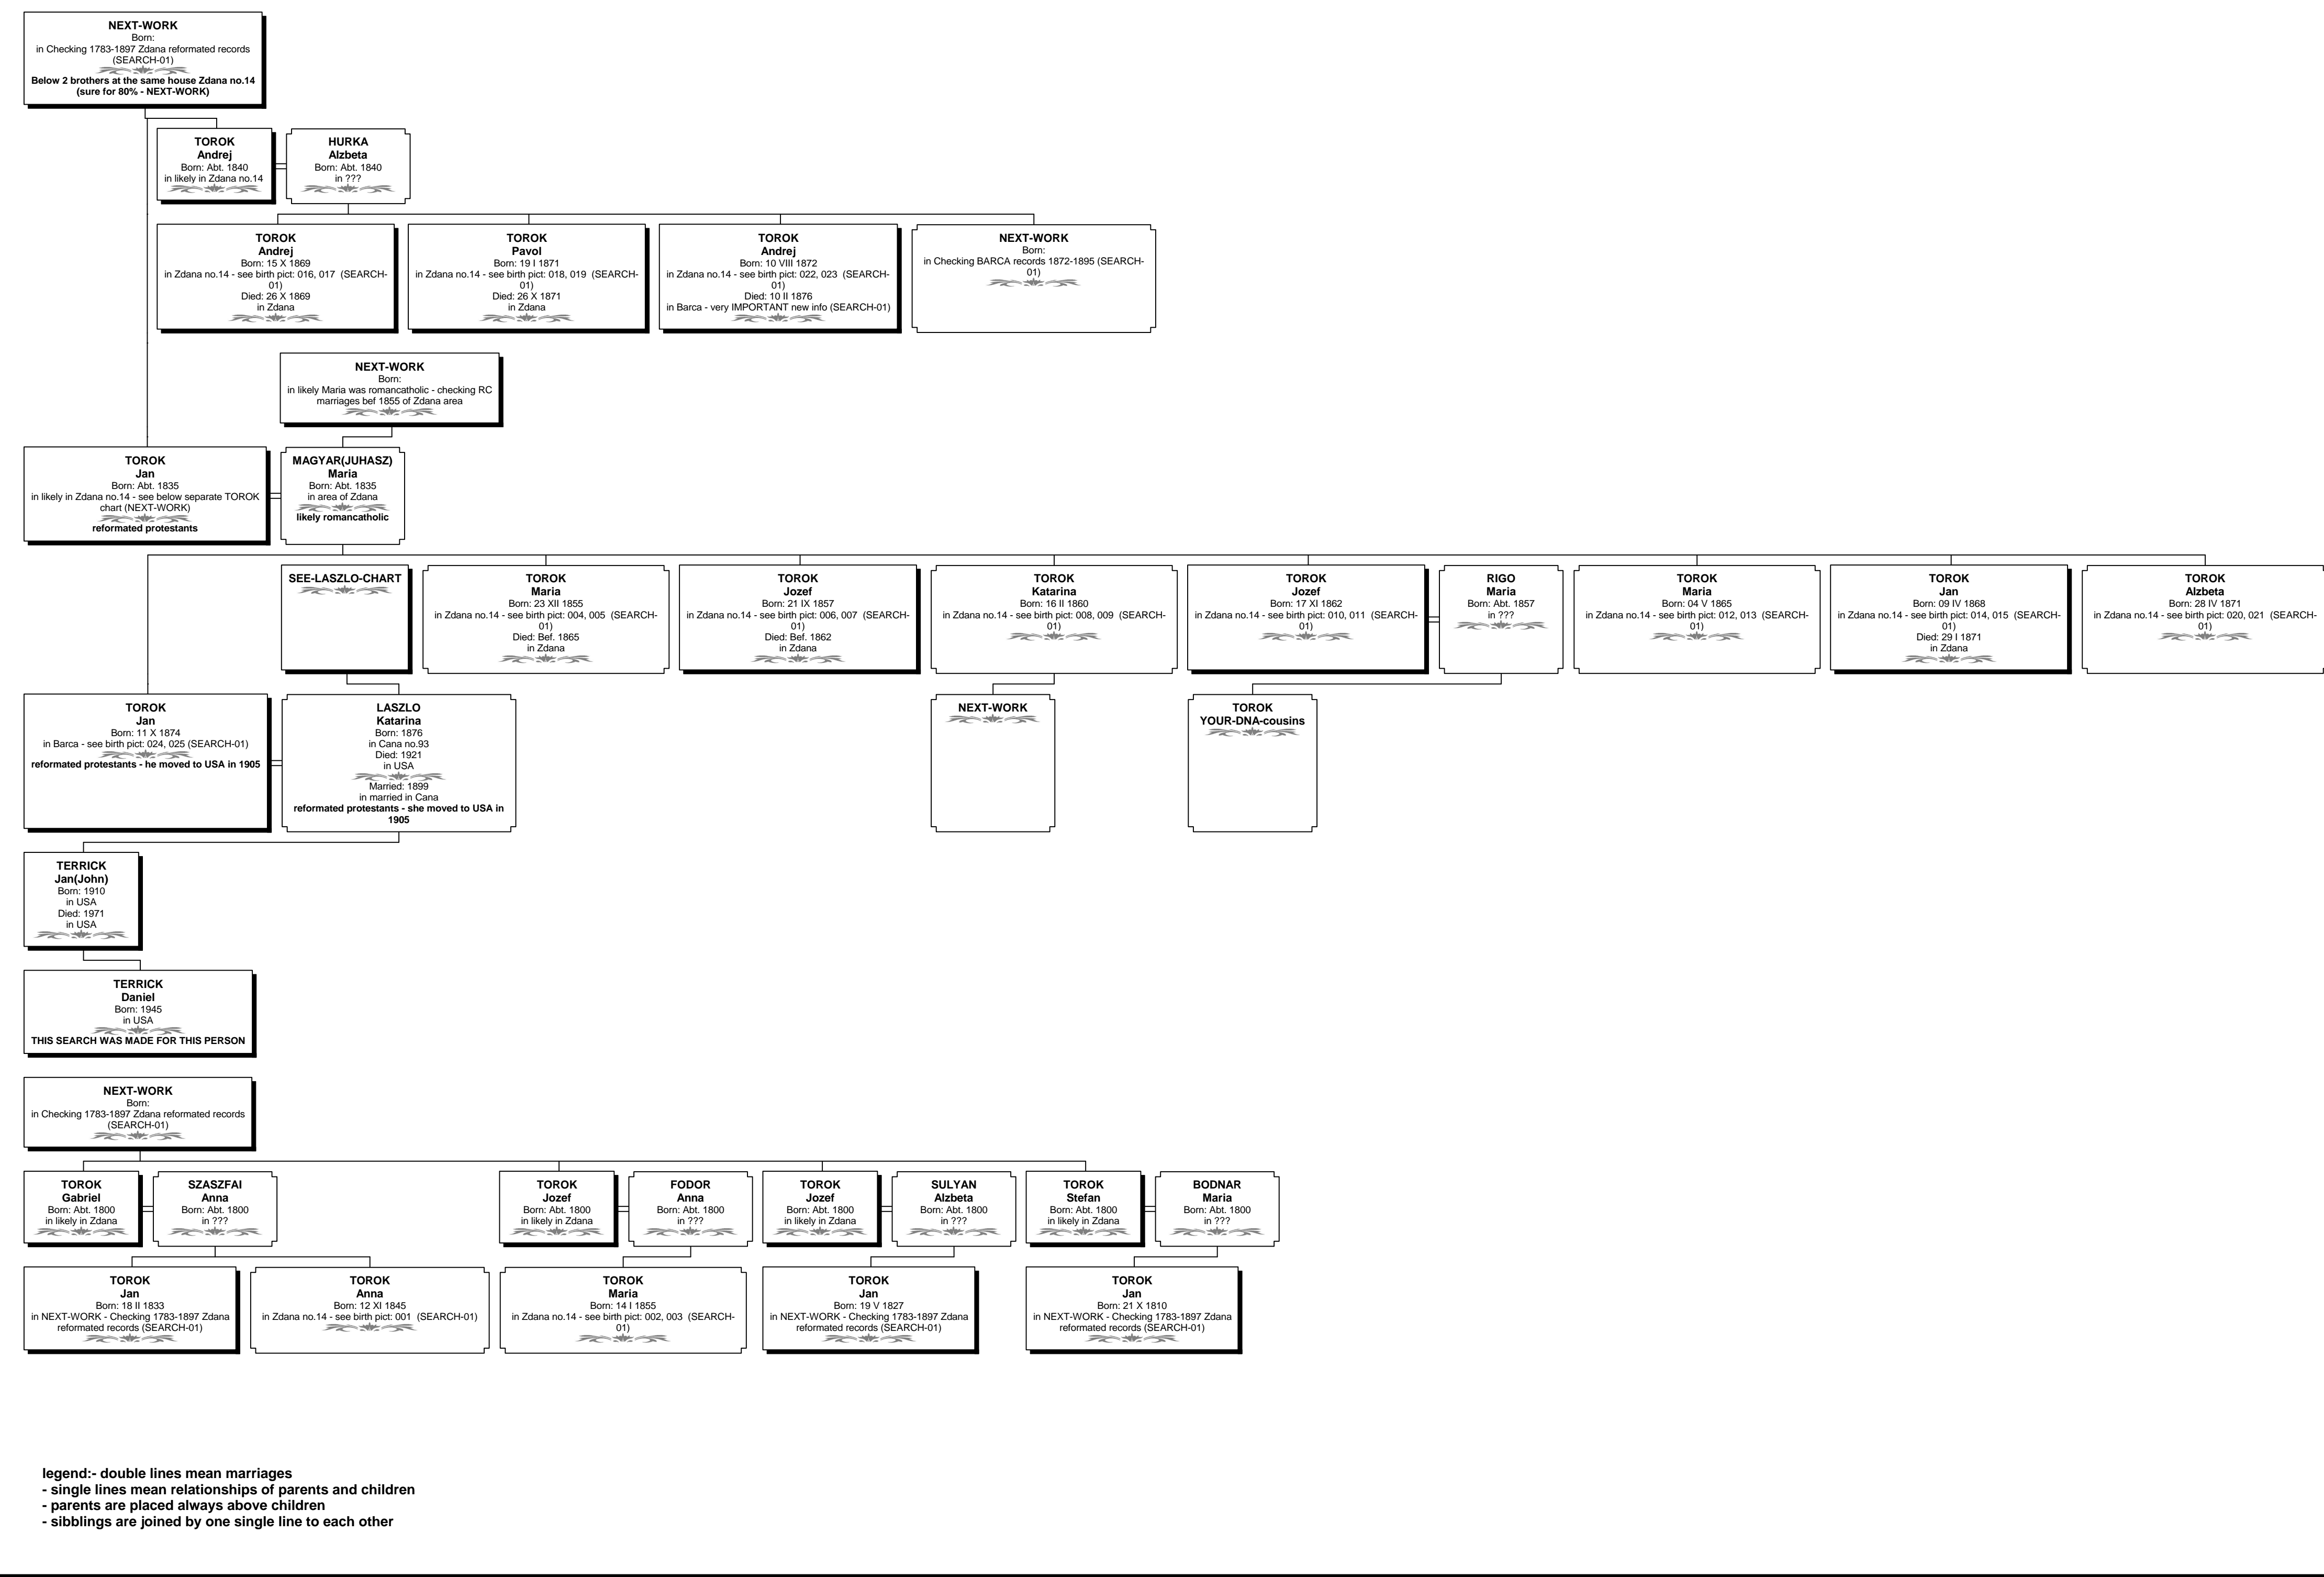 NEXT-WORK
Born:
in Checking 1783-1897 Zdana reformated records
(SEARCH-01)
Below 2 brothers at the same house Zdana no.14
(sure for 80% - NEXT-WORK)
TOROK
Andrej
Born: Abt. 1840
in likely in Zdana no.14
HURKA
Alzbeta
Born: Abt. 1840
in ???
TOROK
Andrej
Born: 15 X 1869
in Zdana no.14 - see birth pict: 016, 017 (SEARCH-
01)
Died: 26 X 1869
in Zdana
TOROK
Pavol
Born: 19 I 1871
in Zdana no.14 - see birth pict: 018, 019 (SEARCH-
01)
Died: 26 X 1871
in Zdana
TOROK
Andrej
Born: 10 VIII 1872
in Zdana no.14 - see birth pict: 022, 023 (SEARCH-
01)
Died: 10 II 1876
in Barca - very IMPORTANT new info (SEARCH-01)
NEXT-WORK
Born:
in Checking BARCA records 1872-1895 (SEARCH-
01)
NEXT-WORK
Born:
in likely Maria was romancatholic - checking RC
marriages bef 1855 of Zdana area
TOROK
Jan
Born: Abt. 1835
in likely in Zdana no.14 - see below separate TOROK
chart (NEXT-WORK)
reformated protestants
MAGYAR(JUHASZ)
Maria
Born: Abt. 1835
in area of Zdana
likely romancatholic
SEE-LASZLO-CHART
TOROK
Maria
Born: 23 XII 1855
in Zdana no.14 - see birth pict: 004, 005 (SEARCH-
01)
Died: Bef. 1865
in Zdana
TOROK
Jozef
Born: 21 IX 1857
in Zdana no.14 - see birth pict: 006, 007 (SEARCH-
01)
Died: Bef. 1862
in Zdana
TOROK
Katarina
Born: 16 II 1860
in Zdana no.14 - see birth pict: 008, 009 (SEARCH-
01)
TOROK
Jozef
Born: 17 XI 1862
in Zdana no.14 - see birth pict: 010, 011 (SEARCH-
01)
RIGO
Maria
Born: Abt. 1857
in ???
TOROK
Maria
Born: 04 V 1865
in Zdana no.14 - see birth pict: 012, 013 (SEARCH-
01)
TOROK
Jan
Born: 09 IV 1868
in Zdana no.14 - see birth pict: 014, 015 (SEARCH-
01)
Died: 29 I 1871
in Zdana
TOROK
Alzbeta
Born: 28 IV 1871
in Zdana no.14 - see birth pict: 020, 021 (SEARCH-
01)
TOROK
Jan
Born: 11 X 1874
in Barca - see birth pict: 024, 025 (SEARCH-01)
reformated protestants - he moved to USA in 1905
LASZLO
Katarina
Born: 1876
in Cana no.93
Died: 1921
in USA
Married: 1899
in married in Cana
reformated protestants - she moved to USA in
1905
NEXT-WORK
TOROK
YOUR-DNA-cousins
TERRICK
Jan(John)
Born: 1910
in USA
Died: 1971
in USA
TERRICK
Daniel
Born: 1945
in USA
THIS SEARCH WAS MADE FOR THIS PERSON
NEXT-WORK
Born:
in Checking 1783-1897 Zdana reformated records
(SEARCH-01)
TOROK
Gabriel
Born: Abt. 1800
in likely in Zdana
SZASZFAI
Anna
Born: Abt. 1800
in ???
TOROK
Jozef
Born: Abt. 1800
in likely in Zdana
FODOR
Anna
Born: Abt. 1800
in ???
TOROK
Jozef
Born: Abt. 1800
in likely in Zdana
SULYAN
Alzbeta
Born: Abt. 1800
in ???
TOROK
Stefan
Born: Abt. 1800
in likely in Zdana
BODNAR
Maria
Born: Abt. 1800
in ???
TOROK
Jan
Born: 18 II 1833
in NEXT-WORK - Checking 1783-1897 Zdana
reformated records (SEARCH-01)
TOROK
Anna
Born: 12 XI 1845
in Zdana no.14 - see birth pict: 001 (SEARCH-01)
TOROK
Maria
Born: 14 I 1855
in Zdana no.14 - see birth pict: 002, 003 (SEARCH-
01)
TOROK
Jan
Born: 19 V 1827
in NEXT-WORK - Checking 1783-1897 Zdana
reformated records (SEARCH-01)
TOROK
Jan
Born: 21 X 1810
in NEXT-WORK - Checking 1783-1897 Zdana
reformated records (SEARCH-01)
legend:- double lines mean marriages
- single lines mean relationships of parents and children
- parents are placed always above children
- sibblings are joined by one single line to each other